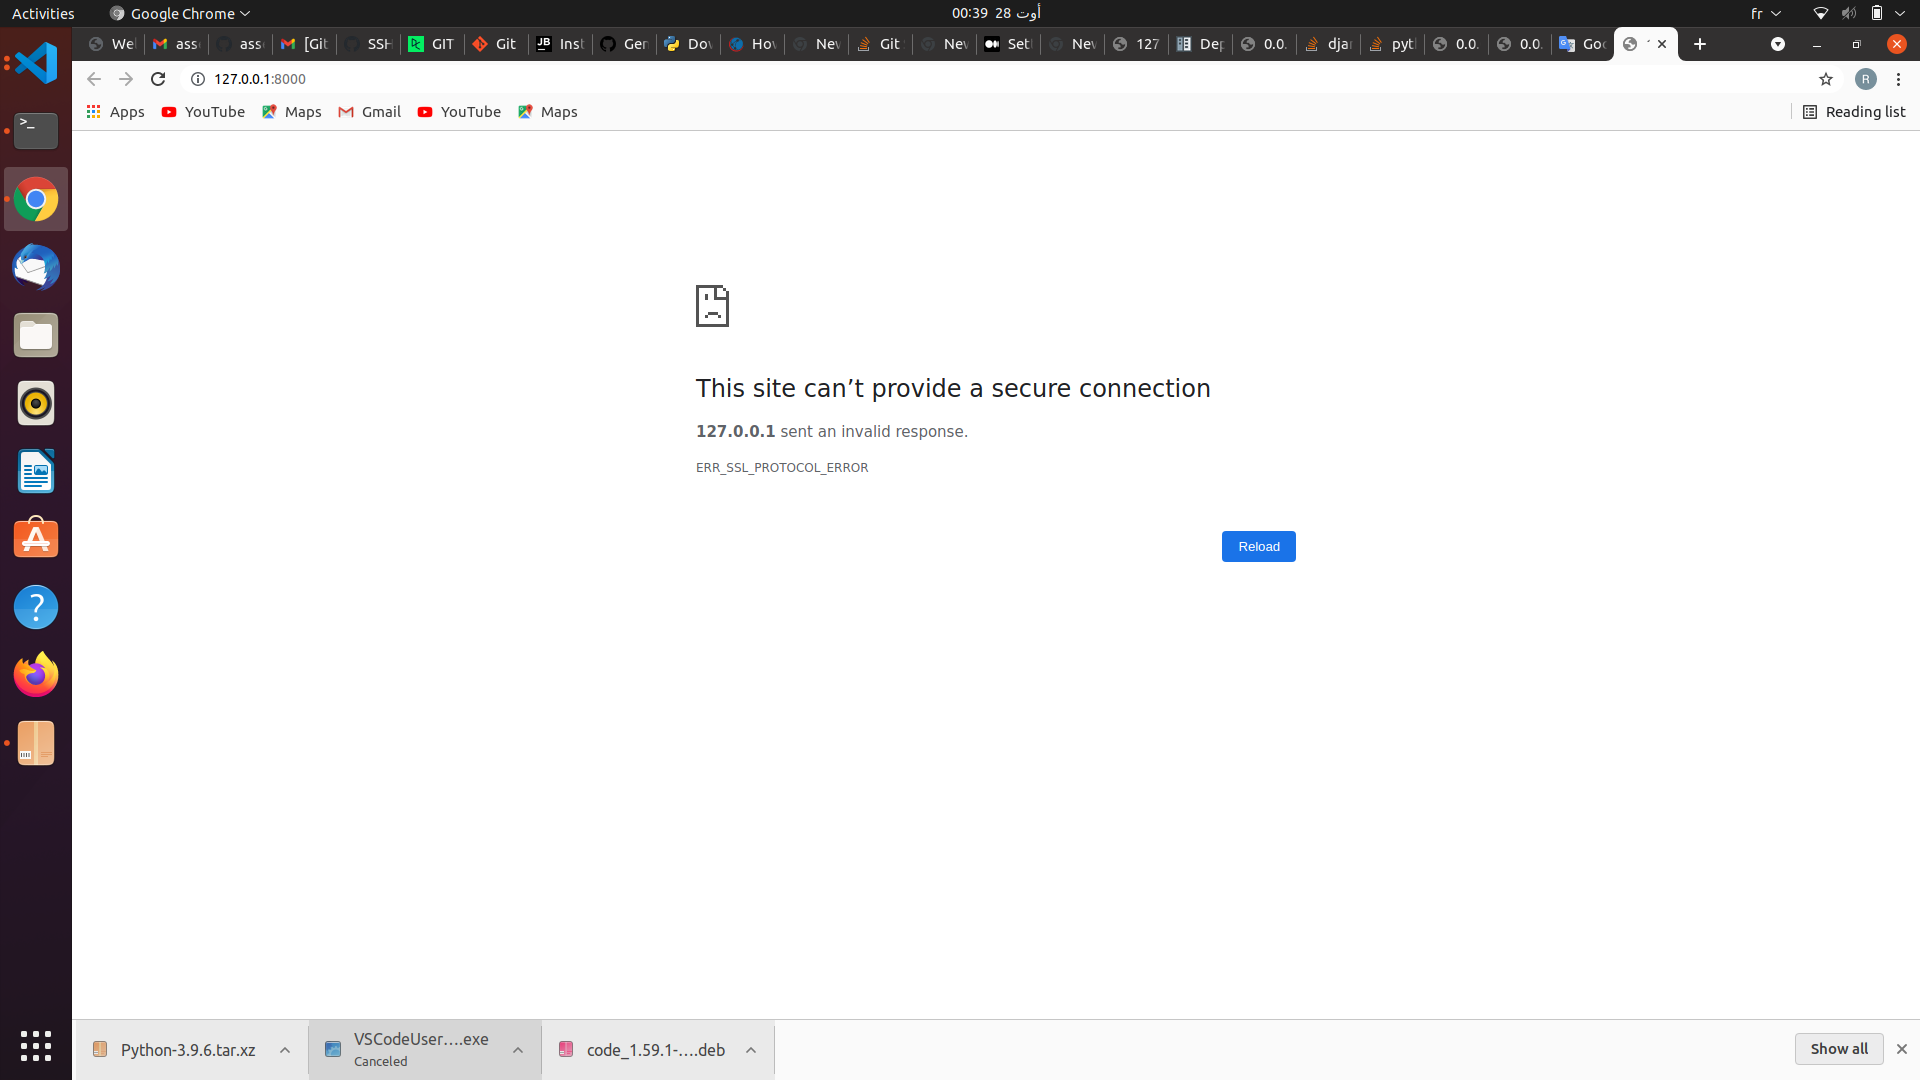 Activities
Google Chrome
00:39 28 أوت
fr
We
ass
ass
[Git
SSH
GIT
Git
Inst
Ger
Dov
Hov
Nev
Git
Nev
Set
Nev
127
Dep
0.0.
djar
pyt
0.0.
0.0.
Goo
127.0.0.1:8000
R
Apps
YouTube
Maps
Gmail
YouTube
Maps
Reading list
This site can’t provide a secure connection
127.0.0.1 sent an invalid response.
ERR_SSL_PROTOCOL_ERROR
Reload
Python-3.9.6.tar.xz
VSCodeUser….exe
Canceled
code_1.59.1-….deb
Show all